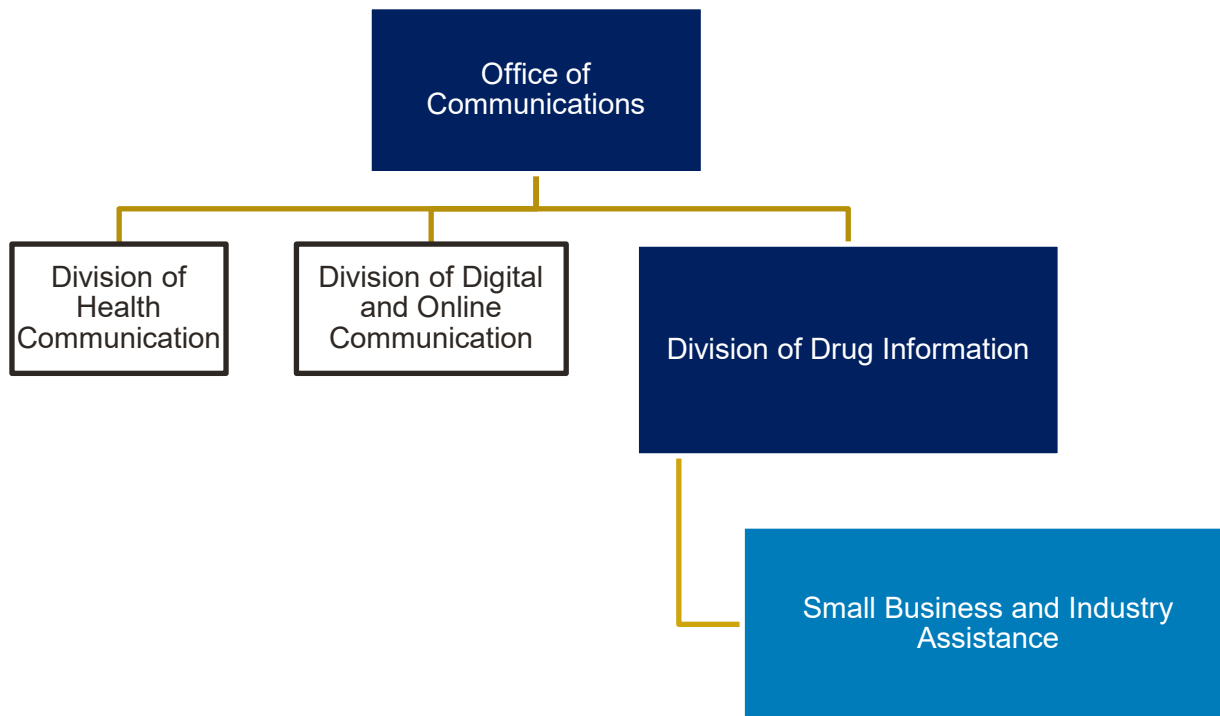 Office of
Communications
Division of
Health
Communication
Division of Digital
and Online
Communication
Division of Drug Information
Small Business and Industry
Assistance